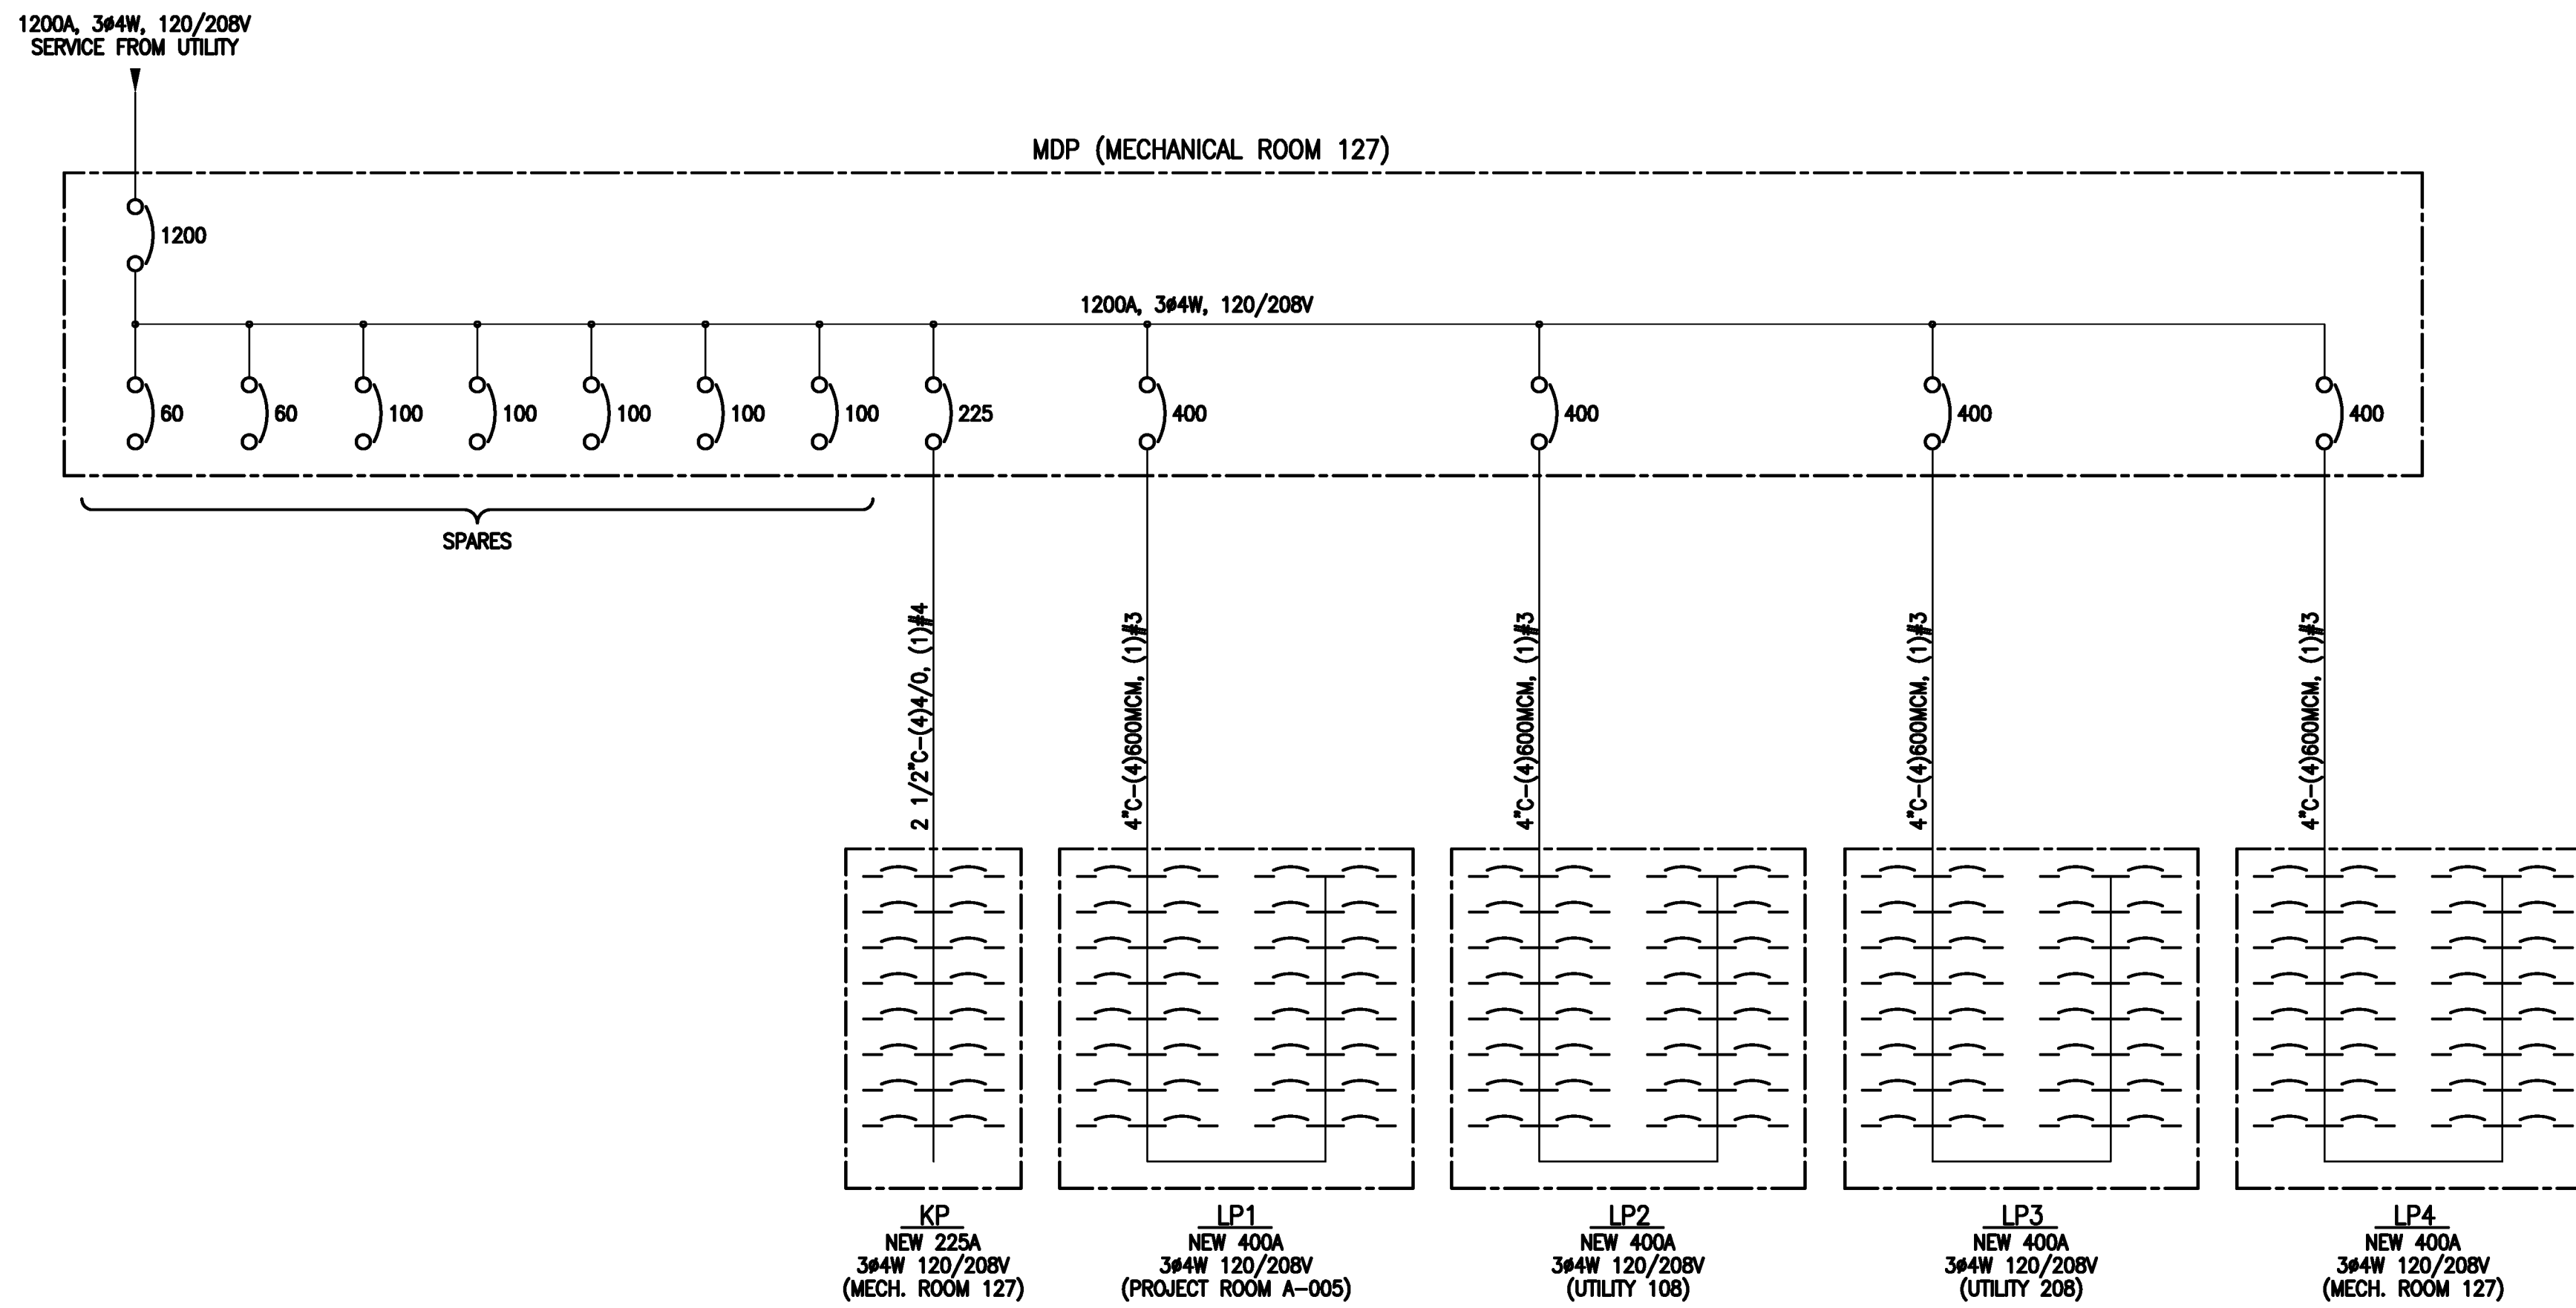 1200A, 3ø4W, 120/208V
SERVICE FROM UTILITY
MDP (MECHANICAL ROOM 127)
1200
1200A, 3ø4W, 120/208V
60
60
100
100
100
100
100
225
400
400
400
400
SPARES
2 1/2"C-(4)4/0, (1)#4
4"C-(4)600MCM, (1)#3
4"C-(4)600MCM, (1)#3
4"C-(4)600MCM, (1)#3
4"C-(4)600MCM, (1)#3
KP
NEW 225A
3ø4W 120/208V
(MECH. ROOM 127)
LP1
NEW 400A
3ø4W 120/208V
(PROJECT ROOM A-005)
LP2
NEW 400A
3ø4W 120/208V
(UTILITY 108)
LP3
NEW 400A
3ø4W 120/208V
(UTILITY 208)
LP4
NEW 400A
3ø4W 120/208V
(MECH. ROOM 127)